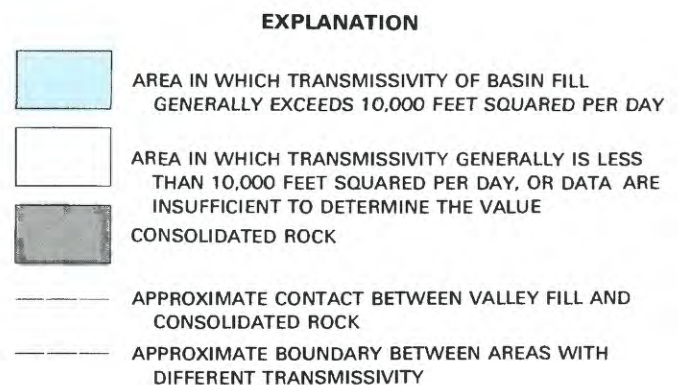 EXPLANATION
AREA IN WHICH TRANSMISSIVITY OF BASIN FILL
GENERALLY EXCEEDS 10,000 FEET SQUARED PER DAY
AREA IN WHICH TRANSMISSIVITY GENERALLY IS LESS
THAN 10,000 FEET SQUARED PER DAY, OR DATA ARE
INSUFFICIENT TO DETERMINE THE VALUE
CONSOLIDATED ROCK
APPROXIMATE CONTACT BETWEEN VALLEY FILL AND
CONSOLIDATED ROCK
APPROXIMATE BOUNDARY BETWEEN AREAS WITH
DIFFERENT TRANSMISSIVITY